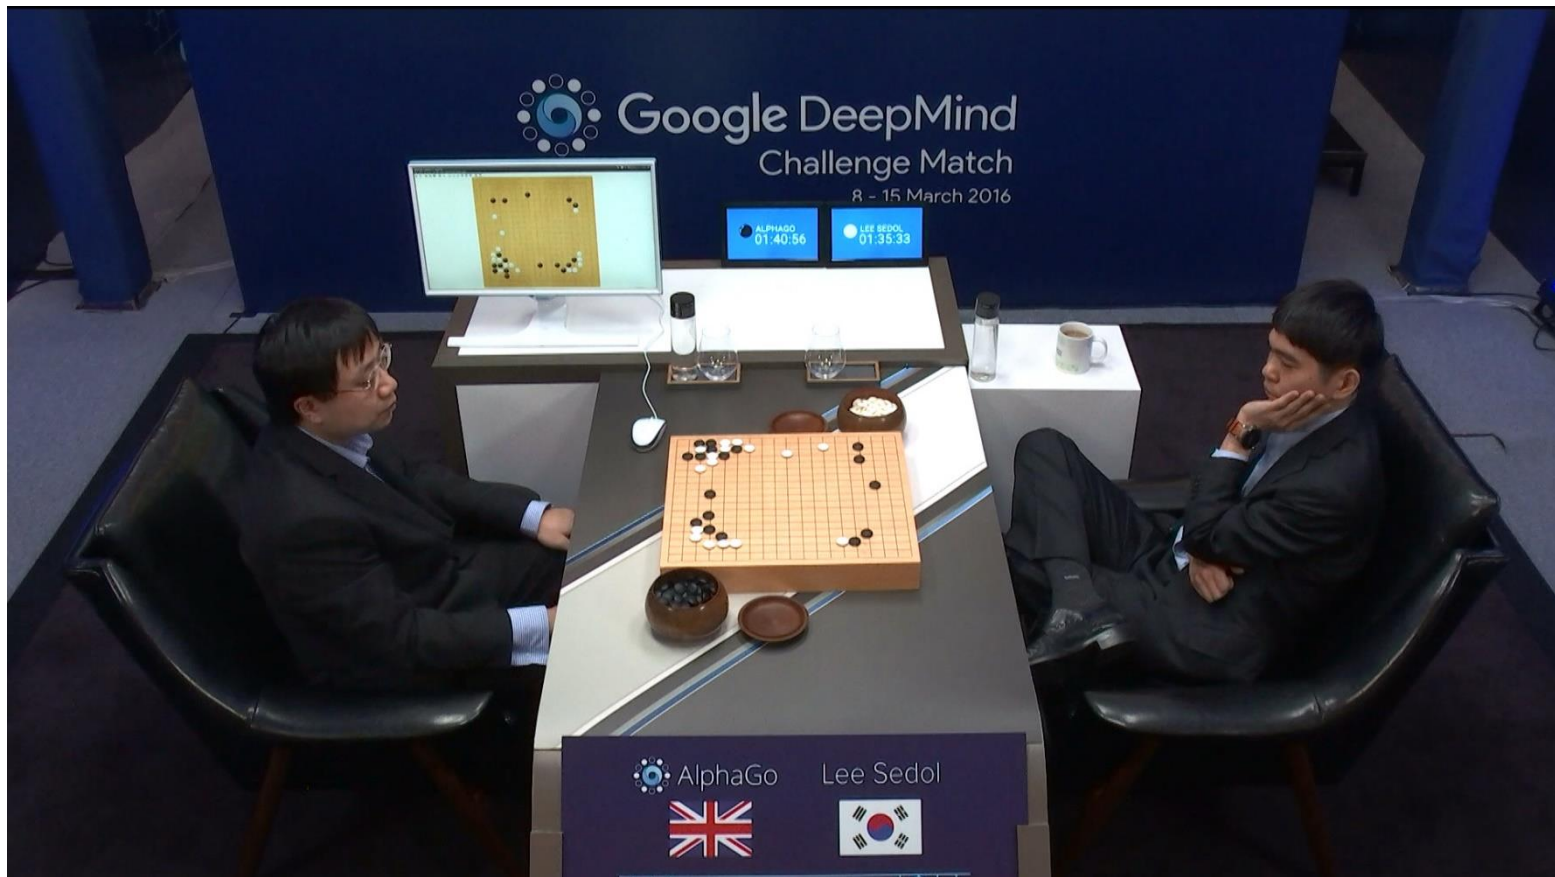 Google DeepMind
Challenge Match
8 - 15 March 2016
ALPHAGO
01:40:56
LEE SEDOL
01:35:33
AlphaGo
Lee Sedol